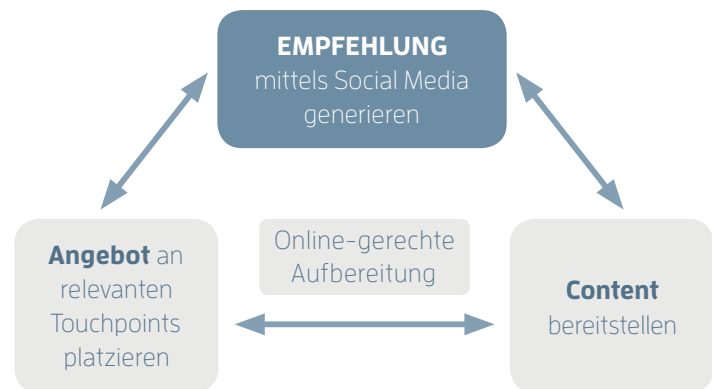 EMPFEHLUNG
mittels Social Media
generieren
Angebot an
relevanten
Touchpoints
platzieren
Online-gerechte
Aufbereitung
Content
bereitstellen